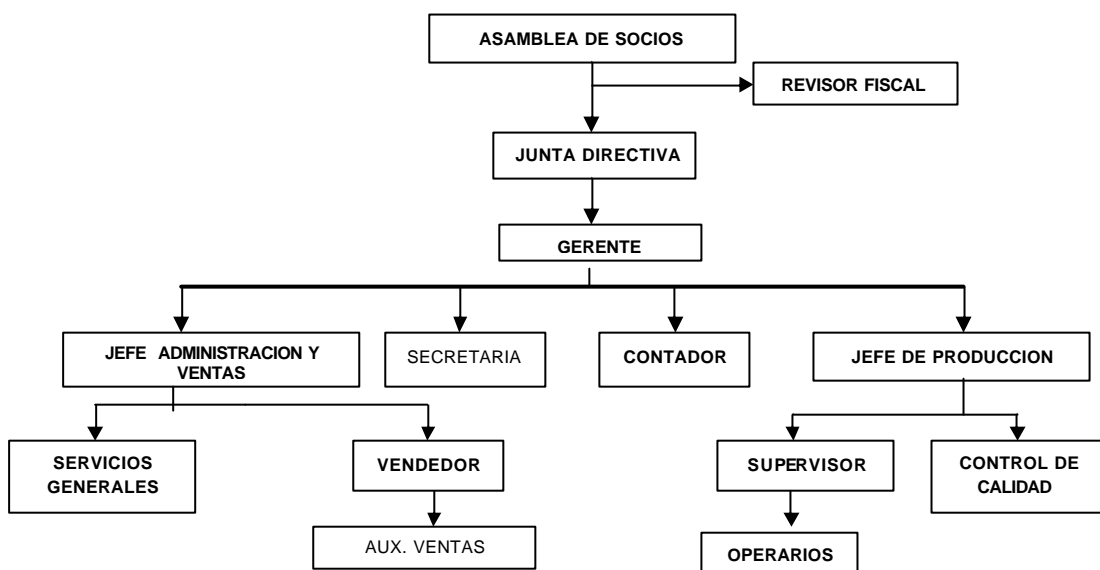 ASAMBLEA DE SOCIOS
REVISOR FISCAL
JUNTA DIRECTIVA
GERENTE
JEFE ADMINISTRACION Y
VENTAS
SECRETARIA
CONTADOR
JEFE DE PRODUCCION
SERVICIOS
GENERALES
VENDEDOR
SUPERVISOR
CONTROL DE
CALIDAD
AUX. VENTAS
OPERARIOS